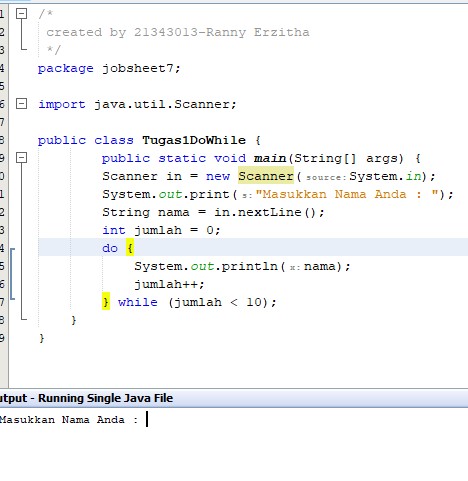 1 /*
2 created by 21343013-Ranny Erzitha
3 */
4 package jobsheet7;
5
6 import java.util.Scanner;
7
8 public class Tugas1DoWhile {
9 public static void main(String[] args) {
0 Scanner in = new Scanner(source:System.in);
1 System.out.print(s:"Masukkan Nama Anda : ");
2 String nama = in.nextLine();
3 int jumlah = 0;
4 do {
5 System.out.println(x:nama);
6 jumlah++;
7 } while (jumlah < 10);
8 }
9 }
utput - Running Single Java File
Masukkan Nama Anda :